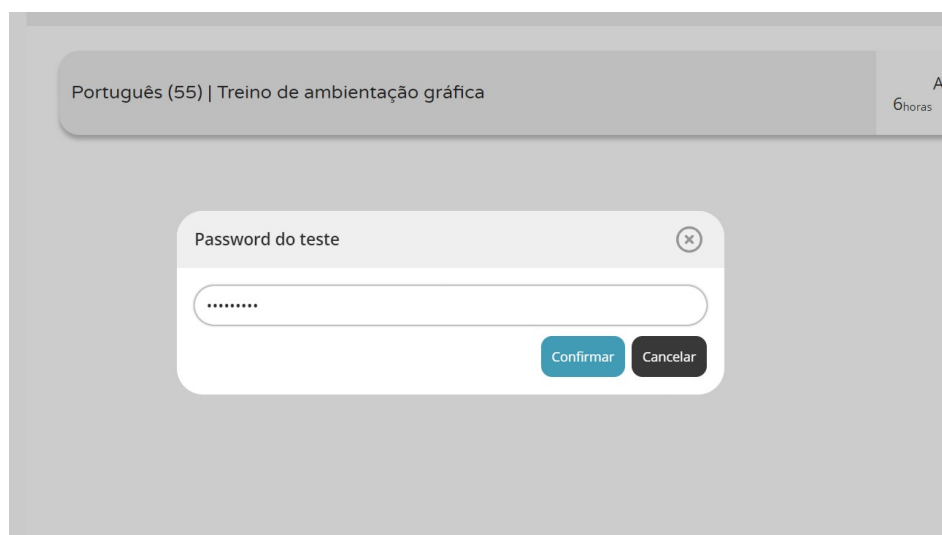 Português (55) | Treino de ambientação gráfica
A
6horas
Password do teste
•••••••••
Confirmar Cancelar